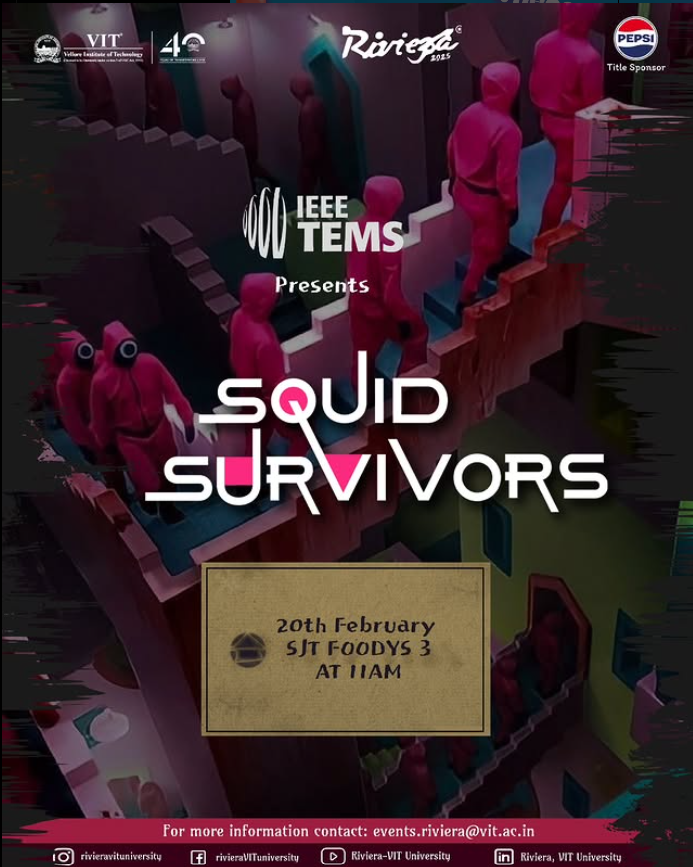 VIT®
Vellore Institute of Technology
40
Riviera
2025
PEPSI
Title Sponsor
IEEE
TEMS
Presents
SQUID
SURVIVORS
20th February
SJT FOODYS 3
AT 11AM
For more information contact: events.riviera@vit.ac.in
rivieravituniversity
rivieraVITuniversity
Riviera-VIT University
Riviera, VIT University